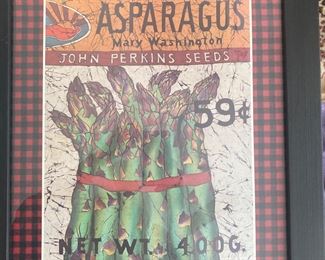 ASPARAGUS
Mary Washington
JOHN PERKINS SEEDS
59¢
NET WT. 400G.